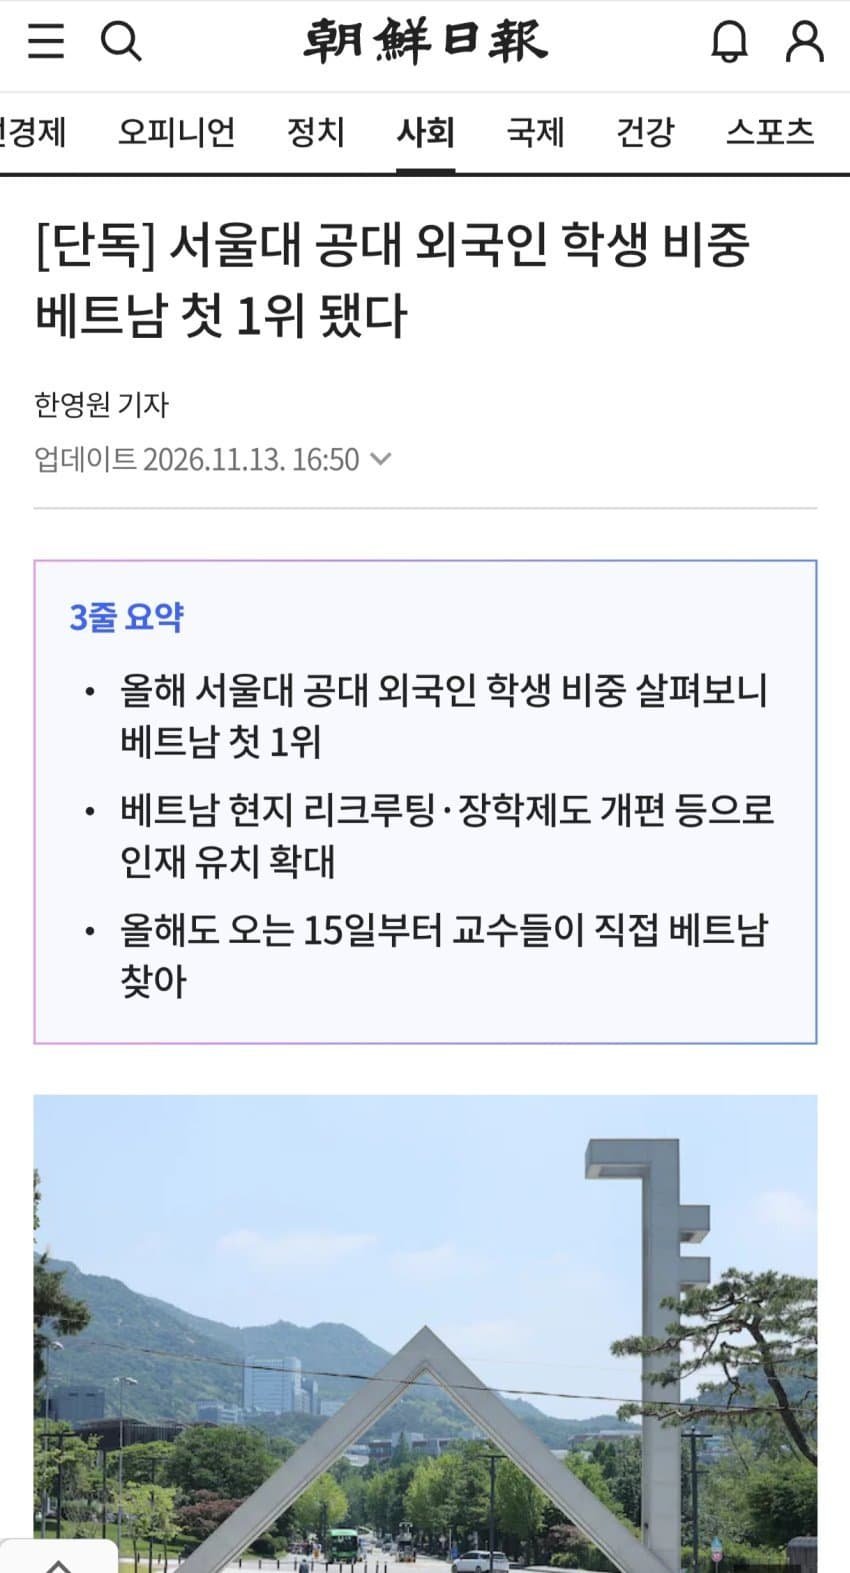 朝鮮日報
경제 오피니언 정치 사회 국제 건강 스포츠
[단독] 서울대 공대 외국인 학생 비중
베트남 첫 1위 됐다
한영원 기자
업데이트 2026.11.13. 16:50
3줄 요약
• 올해 서울대 공대 외국인 학생 비중 살펴보니
베트남 첫 1위
• 베트남 현지 리크루팅·장학제도 개편 등으로
인재 유치 확대
• 올해도 오는 15일부터 교수들이 직접 베트남
찾아